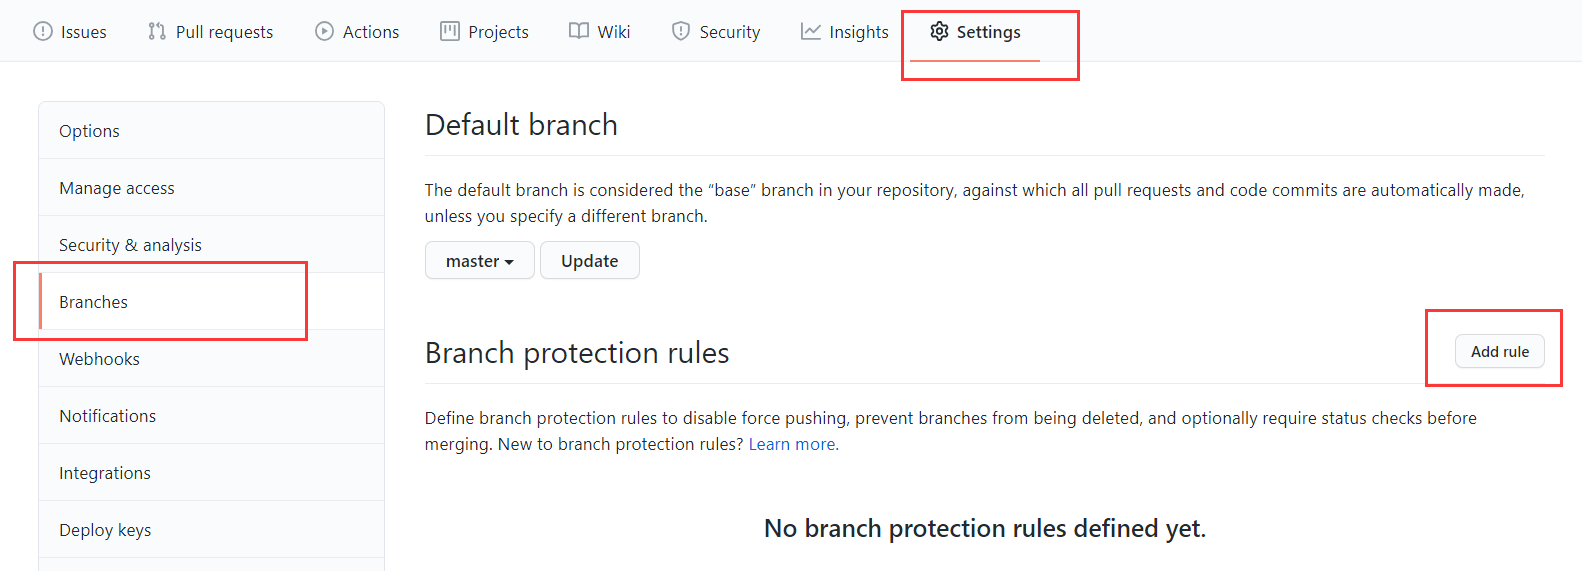 Issues Pull requests Actions Projects Wiki Security Insights Settings
Options
Manage access
Security & analysis
Branches
Webhooks
Notifications
Integrations
Deploy keys
Default branch
The default branch is considered the “base” branch in your repository, against which all pull requests and code commits are automatically made,
unless you specify a different branch.
master Update
Branch protection rules Add rule
Define branch protection rules to disable force pushing, prevent branches from being deleted, and optionally require status checks before
merging. New to branch protection rules? Learn more.
No branch protection rules defined yet.